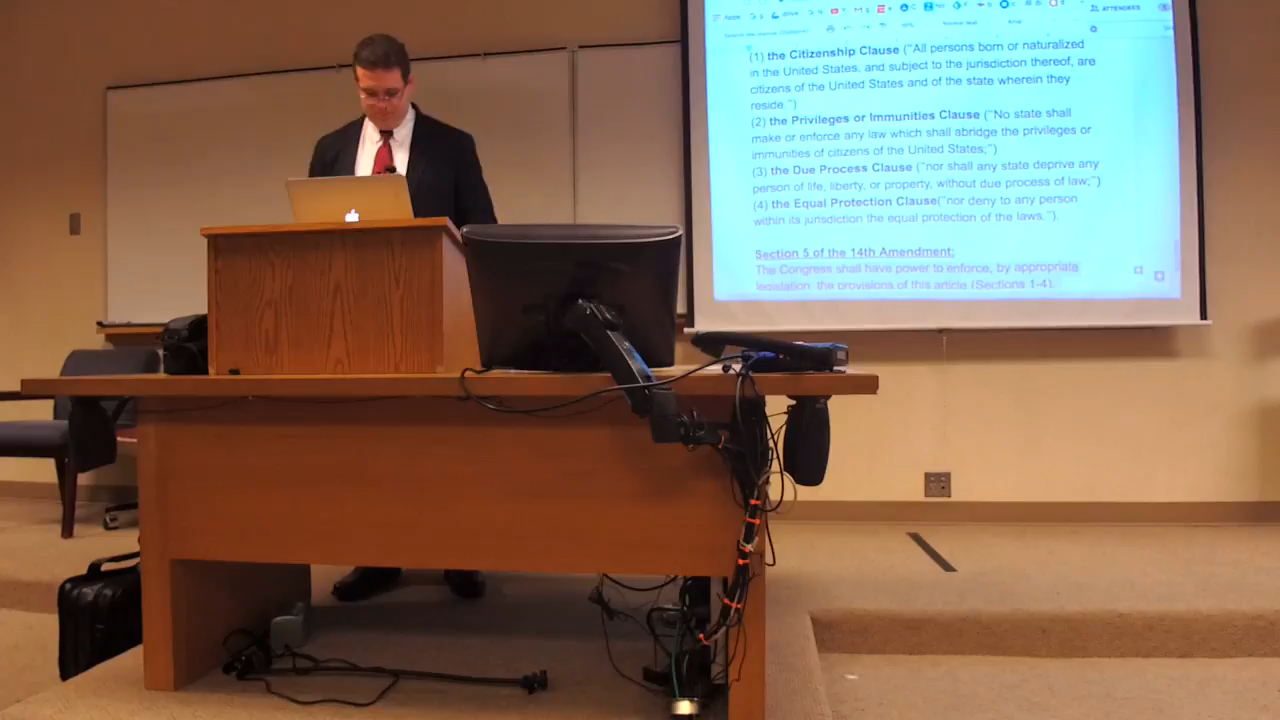 Apps
drive
ATTENDEES
(1) the Citizenship Clause ("All persons born or naturalized
in the United States, and subject to the jurisdiction thereof, are
citizens of the United States and of the state wherein they
reside.")
(2) the Privileges or Immunities Clause ("No state shall
make or enforce any law which shall abridge the privileges or
immunities of citizens of the United States;")
(3) the Due Process Clause ("nor shall any state deprive any
person of life, liberty, or property, without due process of law;")
(4) the Equal Protection Clause("nor deny to any person
within its jurisdiction the equal protection of the laws.").
Section 5 of the 14th Amendment:
The Congress shall have power to enforce, by appropriate
legislation, the provisions of this article (Sections 1-4).